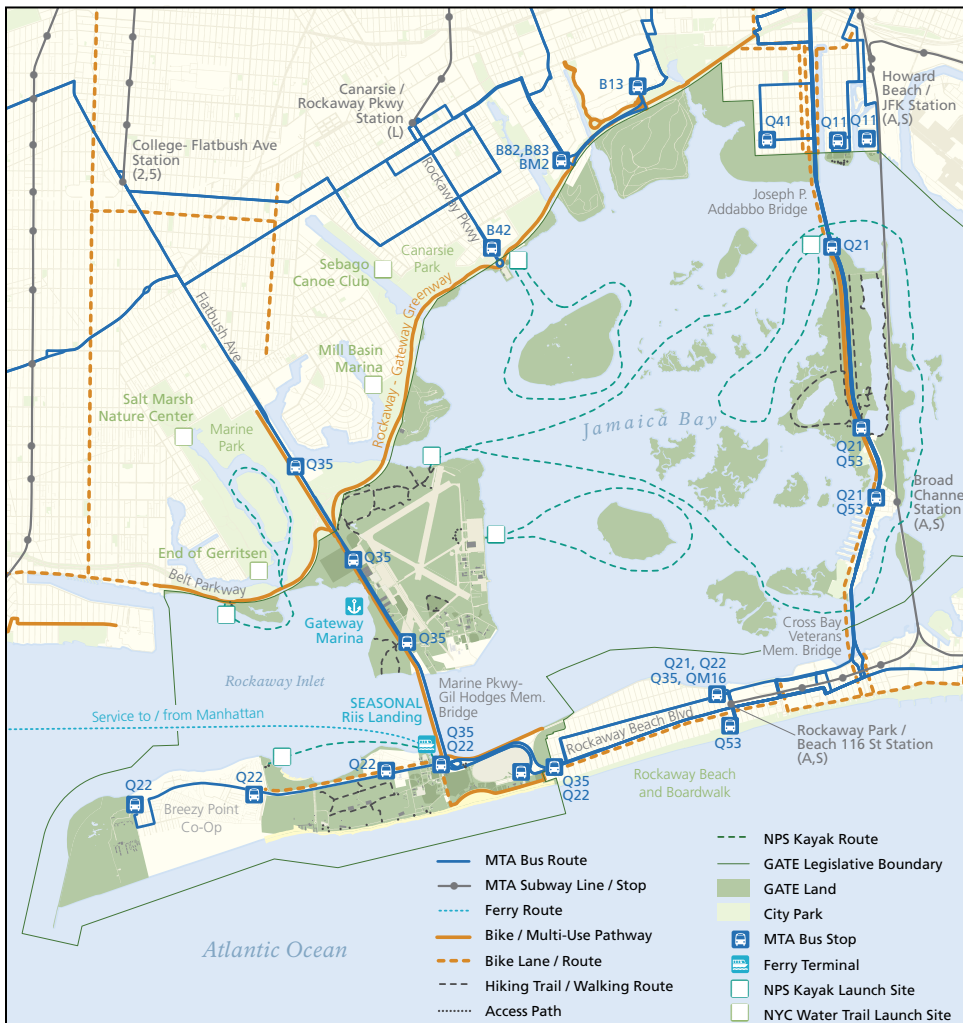 Howard
Beach /
JFK Station
(A,S)
Canarsie /
Rockaway Pkwy
Station
(L)
B13
Q41
Q11
Q11
College- Flatbush Ave
Station
(2,5)
B82,B83
BM2
Rockaway Pkwy
Joseph P.
Addabbo Bridge
B42
Canarsie
Park
Q21
Sebago
Canoe Club
Flatbush Ave
Rockaway - Gateway Greenway
Mill Basin
Marina
Salt Marsh
Nature Center
Marine
Park
Jamaica Bay
Q21
Q53
Q35
Q21
Q53
Broad
Channel
Station
(A,S)
End of Gerritsen
Q35
Belt Parkway
Gateway
Marina
Q35
Cross Bay
Veterans
Mem. Bridge
Rockaway Inlet
Marine Pkwy-
Gil Hodges Mem.
Bridge
Q21, Q22
Q35, QM16
SEASONAL
Riis Landing
Service to / from Manhattan
Q35
Q22
Rockaway Beach Blvd
Q53
Rockaway Park /
Beach 116 St Station
(A,S)
Q22
Q22
Q22
Q35
Q22
Rockaway Beach
and Boardwalk
Breezy Point
Co-Op
Atlantic Ocean
MTA Bus Route
MTA Subway Line / Stop
Ferry Route
Bike / Multi-Use Pathway
Bike Lane / Route
Hiking Trail / Walking Route
Access Path
NPS Kayak Route
GATE Legislative Boundary
GATE Land
City Park
MTA Bus Stop
Ferry Terminal
NPS Kayak Launch Site
NYC Water Trail Launch Site